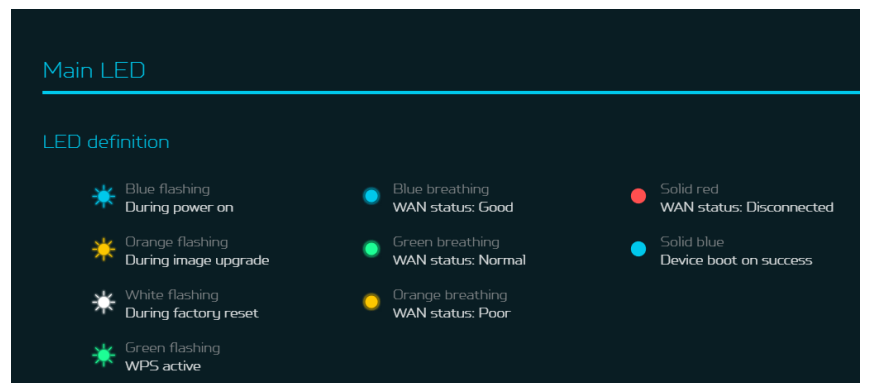 Main LED
LED definition
Blue flashing
During power on
Orange flashing
During image upgrade
White flashing
During factory reset
Green flashing
WPS active
Blue breathing
WAN status: Good
Green breathing
WAN status: Normal
Orange breathing
WAN status: Poor
Solid red
WAN status: Disconnected
Solid blue
Device boot on success